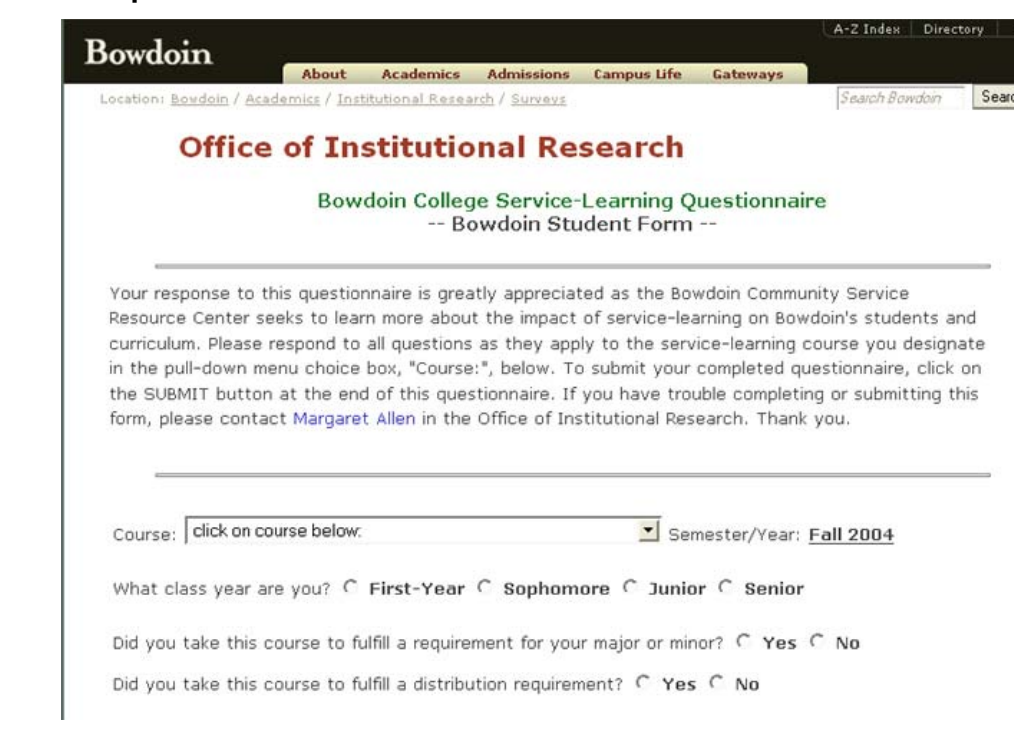 A-Z Index Directory
Bowdoin
About Academics Admissions Campus Life Gateways
Location: Bowdoin / Academics / Institutional Research / Surveys
Search Bowdoin
Office of Institutional Research
Bowdoin College Service-Learning Questionnaire
-- Bowdoin Student Form --
Your response to this questionnaire is greatly appreciated as the Bowdoin Community Service
Resource Center seeks to learn more about the impact of service-learning on Bowdoin's students and
curriculum. Please respond to all questions as they apply to the service-learning course you designate
in the pull-down menu choice box, "Course:", below. To submit your completed questionnaire, click on
the SUBMIT button at the end of this questionnaire. If you have trouble completing or submitting this
form, please contact Margaret Allen in the Office of Institutional Research. Thank you.
Course: click on course below: Semester/Year: Fall 2004
What class year are you? First-Year Sophomore Junior Senior
Did you take this course to fulfill a requirement for your major or minor? Yes No
Did you take this course to fulfill a distribution requirement? Yes No